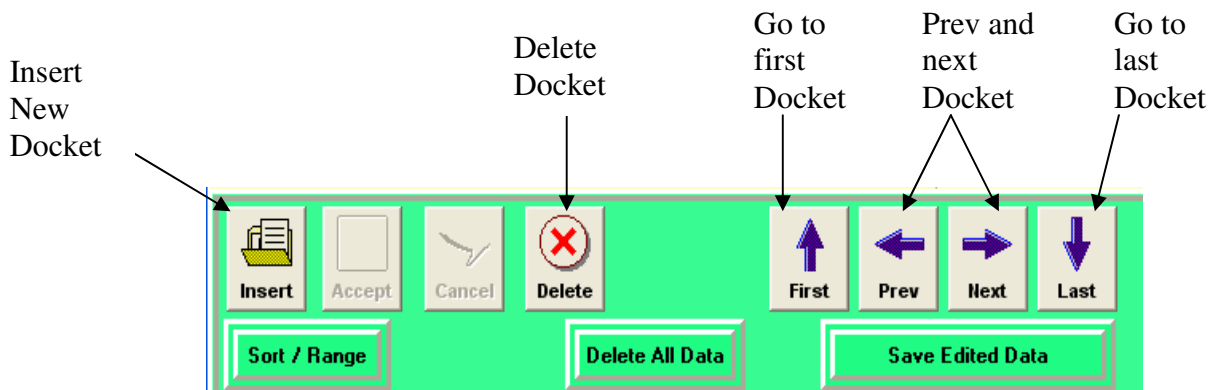 Insert
New
Docket
Delete
Docket
Go to
first
Docket
Prev and
next
Docket
Go to
last
Docket
Insert
Accept
Cancel
Delete
First
Prev
Next
Last
Sort / Range
Delete All Data
Save Edited Data